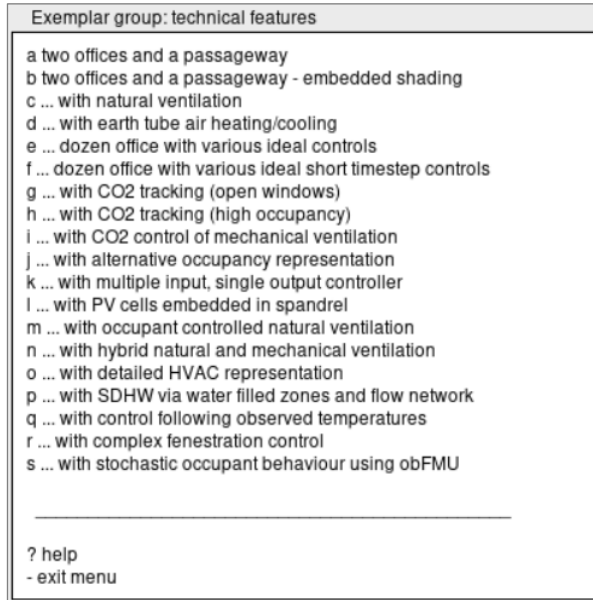 Exemplar group: technical features
a two offices and a passageway
b two offices and a passageway - embedded shading
c ... with natural ventilation
d ... with earth tube air heating/cooling
e ... dozen office with various ideal controls
f ... dozen office with various ideal short timestep controls
g ... with CO2 tracking (open windows)
h ... with CO2 tracking (high occupancy)
i ... with CO2 control of mechanical ventilation
j ... with alternative occupancy representation
k ... with multiple input, single output controller
l ... with PV cells embedded in spandrel
m ... with occupant controlled natural ventilation
n ... with hybrid natural and mechanical ventilation
o ... with detailed HVAC representation
p ... with SDHW via water filled zones and flow network
q ... with control following observed temperatures
r ... with complex fenestration control
s ... with stochastic occupant behaviour using obFMU
? help
- exit menu